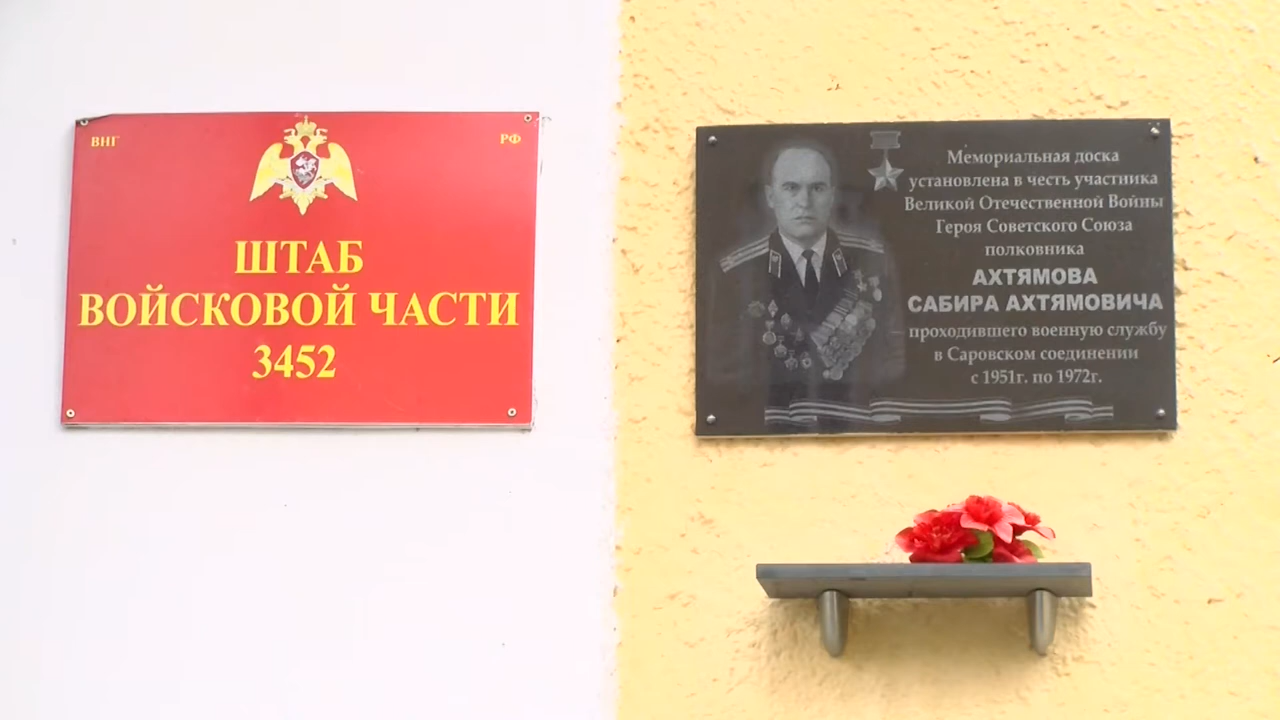 ВНГ
РФ
ШТАБ
ВОЙСКОВОЙ ЧАСТИ
3452
Мемориальная доска
установлена в честь участника
Великой Отечественной Войны
Героя Советского Союза
полковника
АХТЯМОВА
САБИРА АХТЯМОВИЧА
проходившего военную службу
в Саровском соединении
с 1951г. по 1972г.